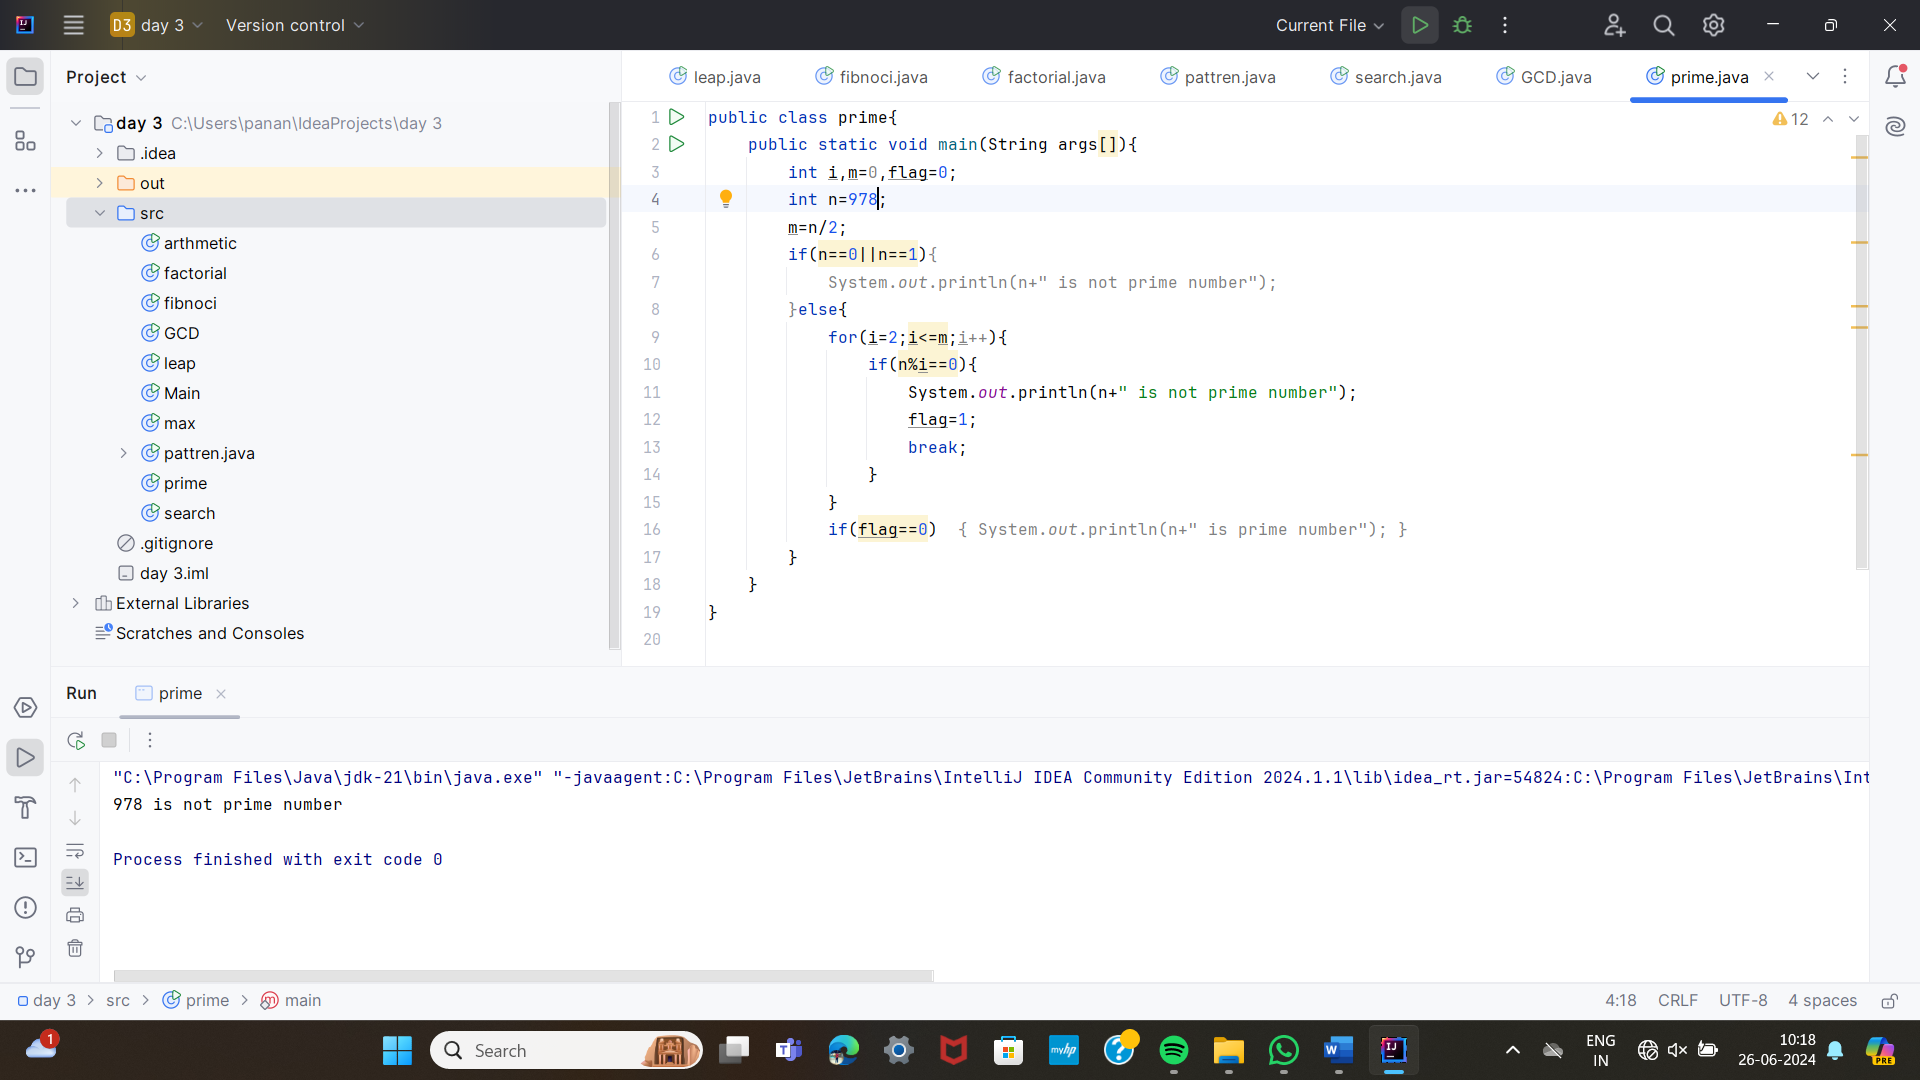 D3 day 3 Version control Current File
Project
leap.java fibnoci.java factorial.java pattren.java search.java GCD.java prime.java
day 3 C:\Users\panan\IdeaProjects\day 3
.idea
out
src
arthmetic
factorial
fibnoci
GCD
leap
Main
max
pattren.java
prime
search
.gitignore
day 3.iml
External Libraries
Scratches and Consoles
12
1 public class prime{
2 public static void main(String args[]){
3 int i,m=0,flag=0;
4 int n=978;
5 m=n/2;
6 if(n==0||n==1){
7 System.out.println(n+" is not prime number");
8 }else{
9 for(i=2;i<=m;i++){
10 if(n%i==0){
11 System.out.println(n+" is not prime number");
12 flag=1;
13 break;
14 }
15 }
16 if(flag==0) { System.out.println(n+" is prime number"); }
17 }
18 }
19 }
20
Run prime
"C:\Program Files\Java\jdk-21\bin\java.exe" "-javaagent:C:\Program Files\JetBrains\IntelliJ IDEA Community Edition 2024.1.1\lib\idea_rt.jar=54824:C:\Program Files\JetBrains\Int
978 is not prime number
Process finished with exit code 0
day 3 > src > prime > main 4:18 CRLF UTF-8 4 spaces
1 Search myhp ENG 10:18
IN 26-06-2024 PRE